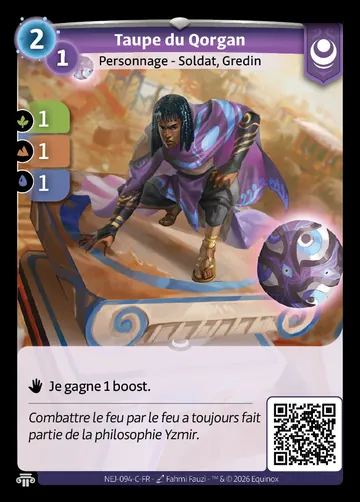 2
Taupe du Qorgan
1
Personnage - Soldat, Gredin
1
1
1
Je gagne 1 boost.
Combattre le feu par le feu a toujours fait
partie de la philosophie Yzmir.
NEJ-094-C-FR - Fahmi Fauzi - ™ & © 2026 Equinox